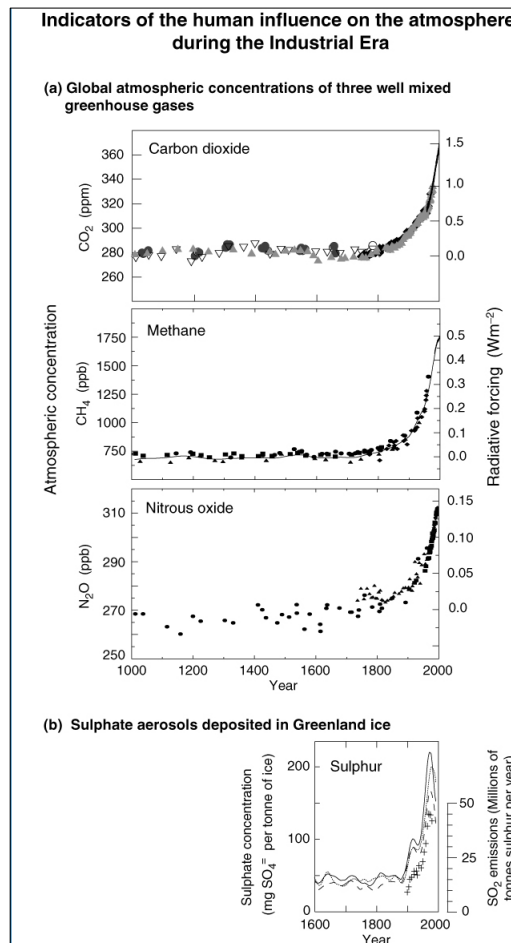 Indicators of the human influence on the atmosphere
during the Industrial Era
(a) Global atmospheric concentrations of three well mixed
greenhouse gases
Carbon dioxide
CO₂ (ppm)
360
340
320
300
280
260
1.5
1.0
0.5
0.0
Atmospheric concentration
Radiative forcing (Wm⁻²)
Methane
CH₄ (ppb)
1750
1500
1250
1000
750
0.5
0.4
0.3
0.2
0.1
0.0
Nitrous oxide
N₂O (ppb)
310
290
270
250
0.15
0.10
0.05
0.0
1000 1200 1400 1600 1800 2000
Year
(b) Sulphate aerosols deposited in Greenland ice
Sulphur
Sulphate concentration
(mg SO₄⁼ per tonne of ice)
200
100
0
50
25
0
SO₂ emissions (Millions of
tonnes sulphur per year)
1600 1800 2000
Year